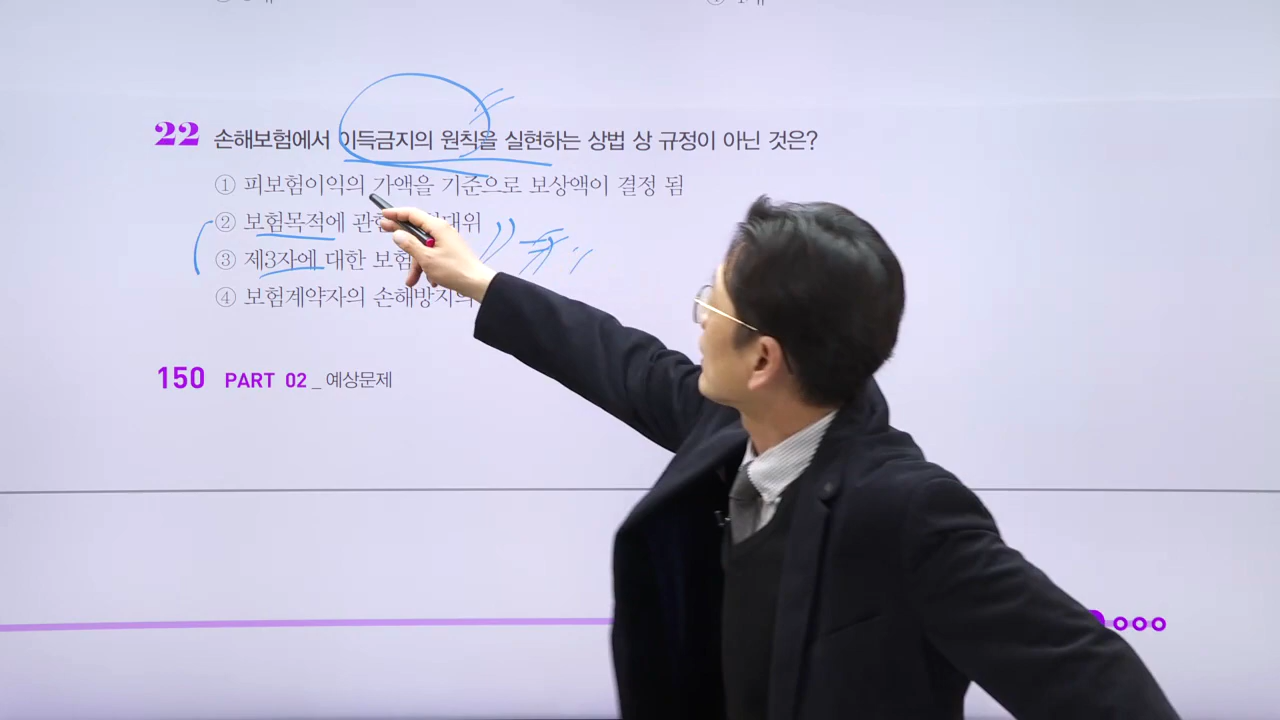 22 손해보험에서 이득금지의 원칙을 실현하는 상법 상 규정이 아닌 것은?
① 피보험이익의 가액을 기준으로 보상액이 결정 됨
② 보험목적에 대위
③ 제3자에 대한 보험
④ 보험계약자의 손해방지의
150 PART 02 _ 예상문제